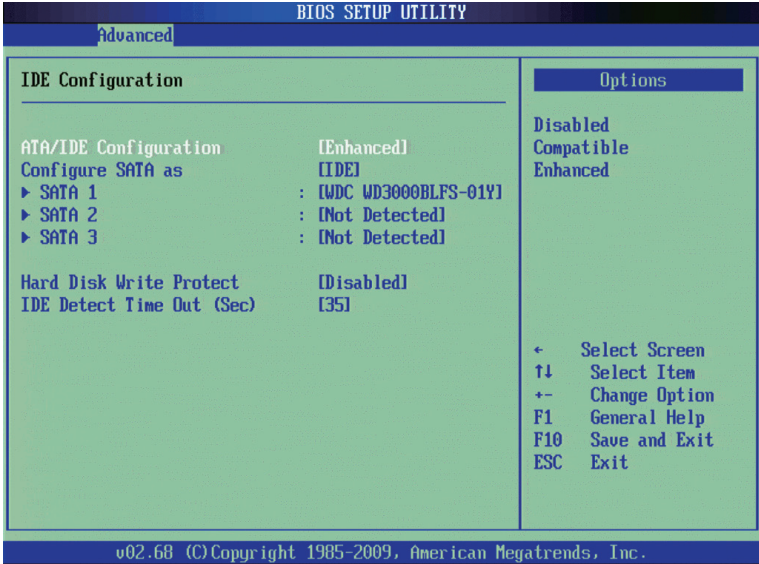 BIOS SETUP UTILITY
Advanced
IDE Configuration
ATA/IDE Configuration [Enhanced]
Configure SATA as [IDE]
▶ SATA 1 : [WDC WD3000BLFS-01Y]
▶ SATA 2 : [Not Detected]
▶ SATA 3 : [Not Detected]
Hard Disk Write Protect [Disabled]
IDE Detect Time Out (Sec) [35]
Options
Disabled
Compatible
Enhanced
← Select Screen
↑↓ Select Item
+- Change Option
F1 General Help
F10 Save and Exit
ESC Exit
v02.68 (C)Copyright 1985-2009, American Megatrends, Inc.